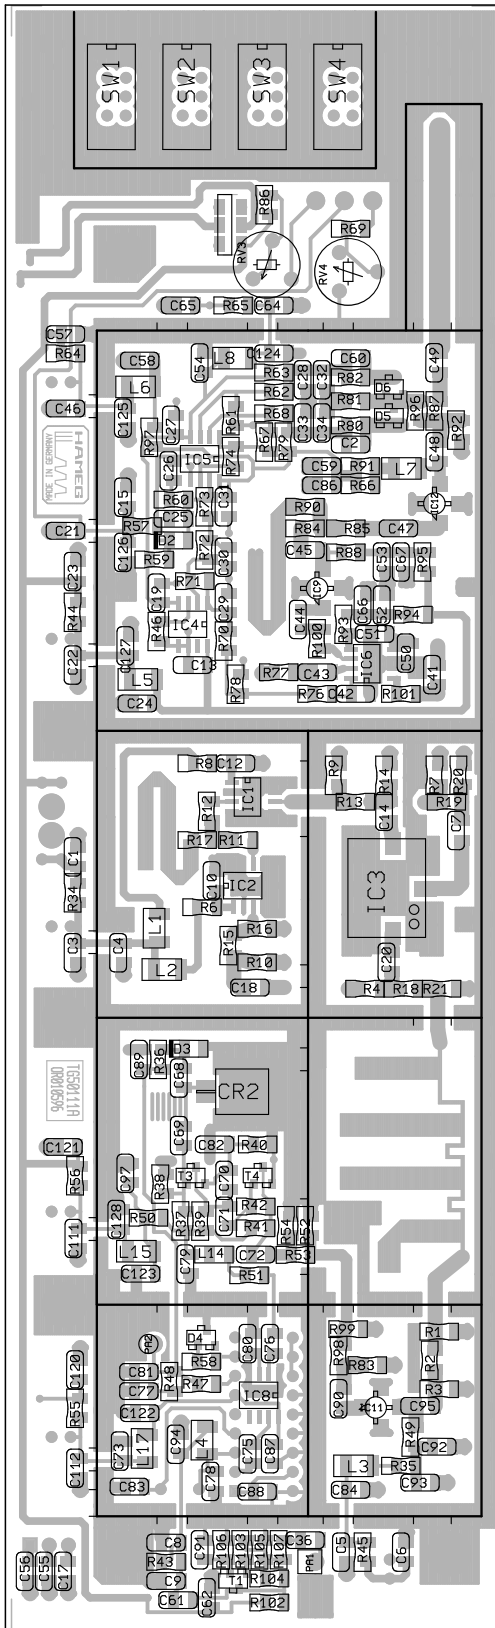 SW1 SW2 SW3 SW4
R86
R69
RV3
RV4
C65 R65 C64
C57
R64
C58 C54 L8 C124 C60 C49
R63 C28 C32 R82
L6 R62 D6
C46 C125 C27 R61 R68 R81 R96 R87
R97 R67 R79 C33 C34 D5 R80 R92
MADE IN GERMANY
HAMEG
C26 IC5 R74 C2 C48
C59 R91 L7
C15 R60 R73 C31 C86 R66
C25 R90 IC12
C21 R57 R84 R85 C47
C126 D2 R72 C30 C45 R88 C53 C67 R95
R59
C23 R71 IC9
R44 C19 C29 C66 C52
R46 IC4 R70 C44 R100 R93 C51 R94
C22 C127 C13 IC6 C50
L5 R78 R77 C43 C41
C24 R76 C42 R101
R8 C12 R9 R14 R7 R20
R12 IC1 R13 C14 R19
C1 R17 R11 C7
R34 C10 IC2 IC3
R6
C3 C4 L1 R15 R16
L2 R10 C20
C18 R4 R18 R21
C89 R36 D3
C68 CR2
TG50111A
OR010596
C69
C121 C82 R40
R56 C97 R38 T3 C70 T4
C128 R50 R37 R39 C71 R42
C111 R41 R54 R52
L15 C79 L14 C72 R53
C123 R51
PA2 D4 C80 C76 R99 R1
C120 C81 R58 R98 R83 R2
C77 R48 R47 IC8 R3
R55 C122 C90 IC11 C95
C73 L17 C94 L4 C75 C87 R49 C92
C112 C78 L3 R35
C83 C88 C84 C93
C8 C91 R106 R103 R105 R107 C36 C5 R45 C6
C56 C55 C17 R43 PA1
C9 T1 R104
C61 C62 R102